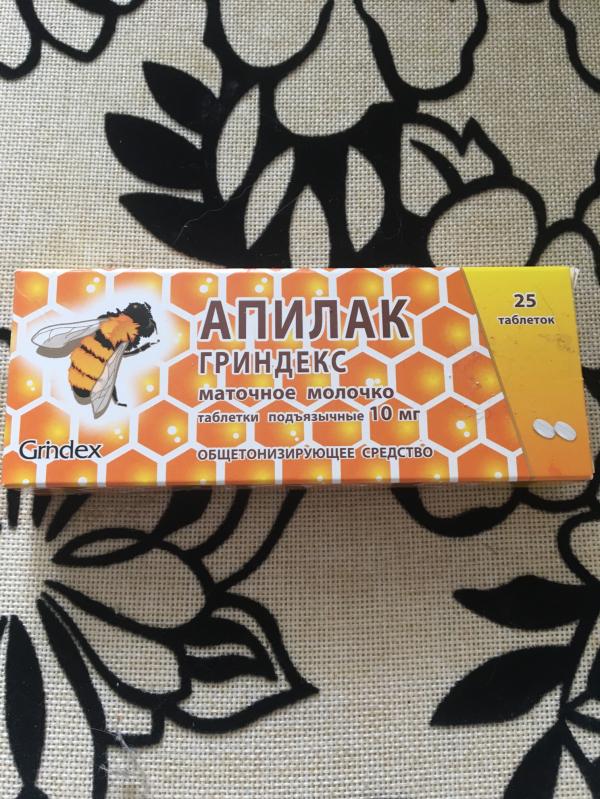 АПИЛАК
ГРИНДЕКС
маточное молочко
таблетки подъязычные 10 мг
ОБЩЕТОНИЗИРУЮЩЕЕ СРЕДСТВО
Grindex
25
таблеток